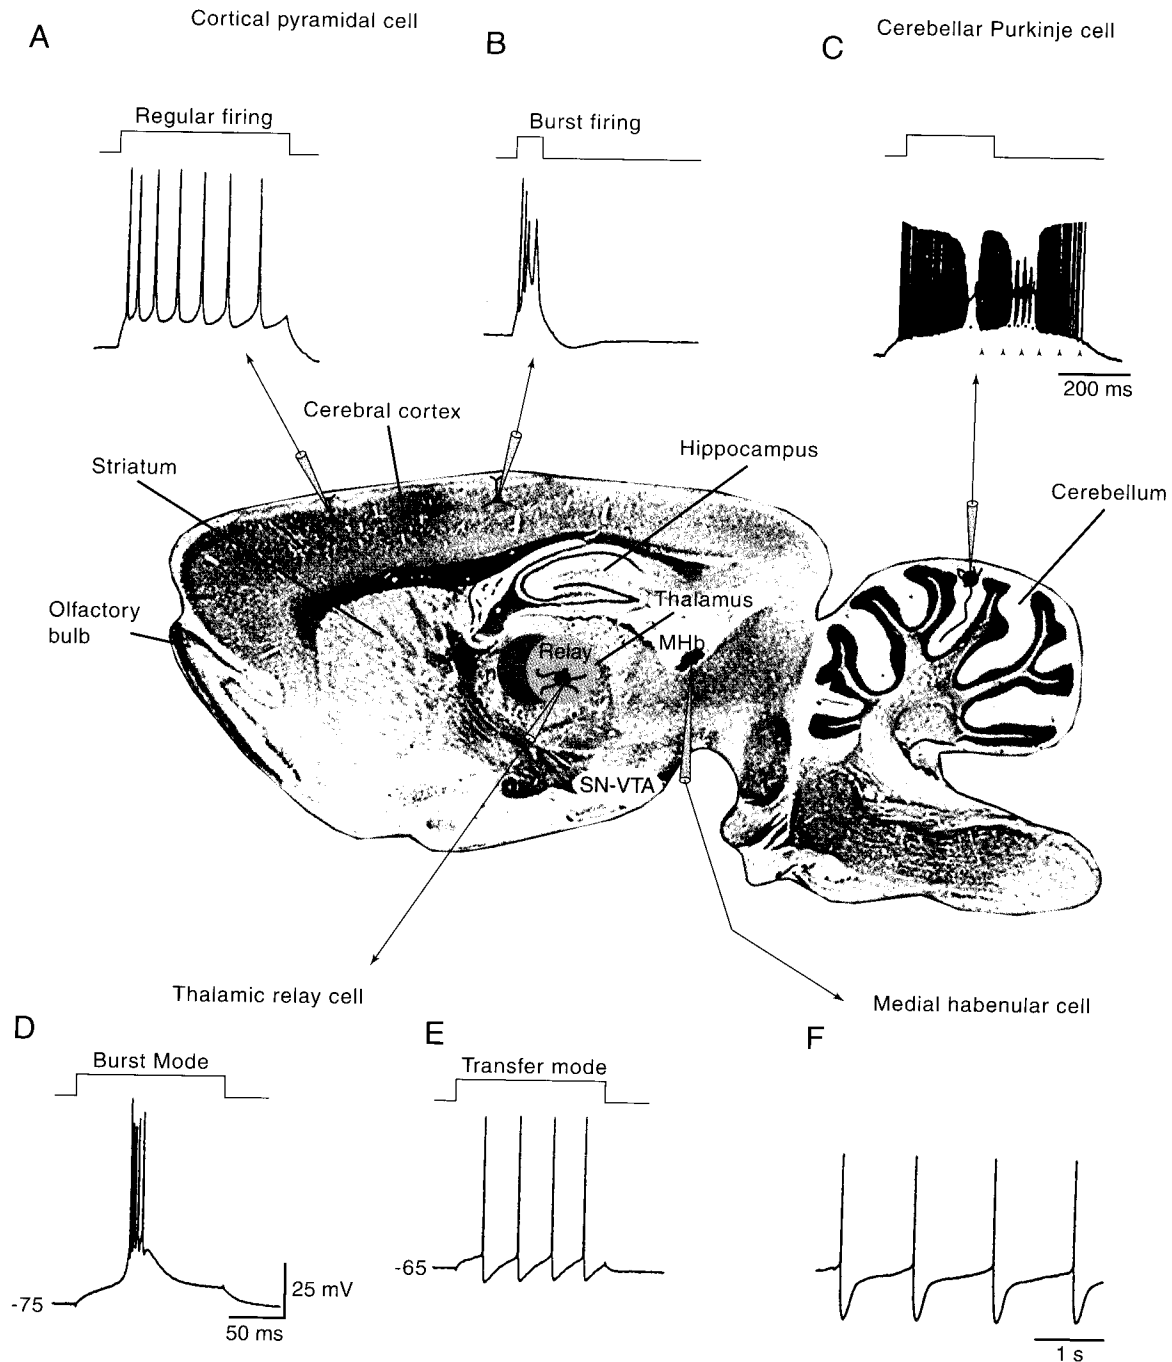 Cortical pyramidal cell
Cerebellar Purkinje cell
A
B
C
Regular firing
Burst firing
200 ms
Cerebral cortex
Striatum
Hippocampus
Cerebellum
Olfactory
bulb
Thalamus
MHb
Relay
SN-VTA
Thalamic relay cell
Medial habenular cell
D
E
F
Burst Mode
Transfer mode
-75
25 mV
50 ms
-65
1 s